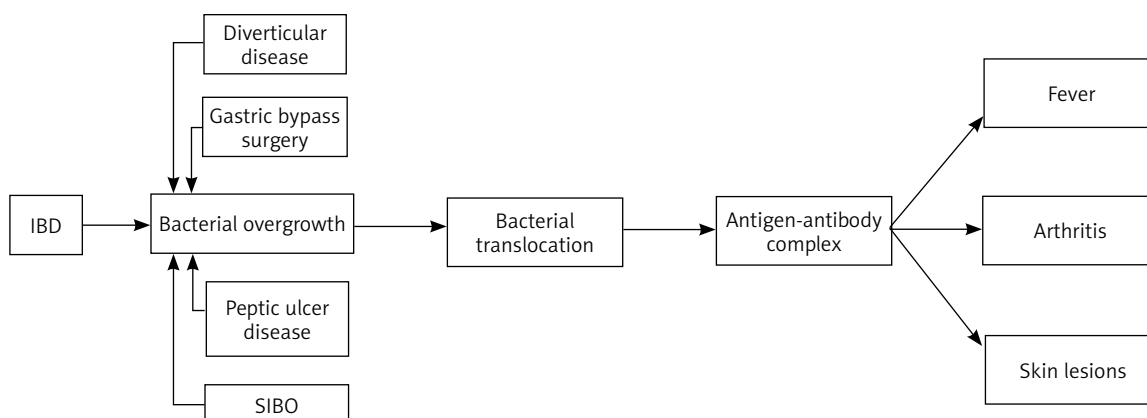 Diverticular
disease
Gastric bypass
surgery
IBD
Bacterial overgrowth
Peptic ulcer
disease
SIBO
Bacterial
translocation
Antigen-antibody
complex
Fever
Arthritis
Skin lesions